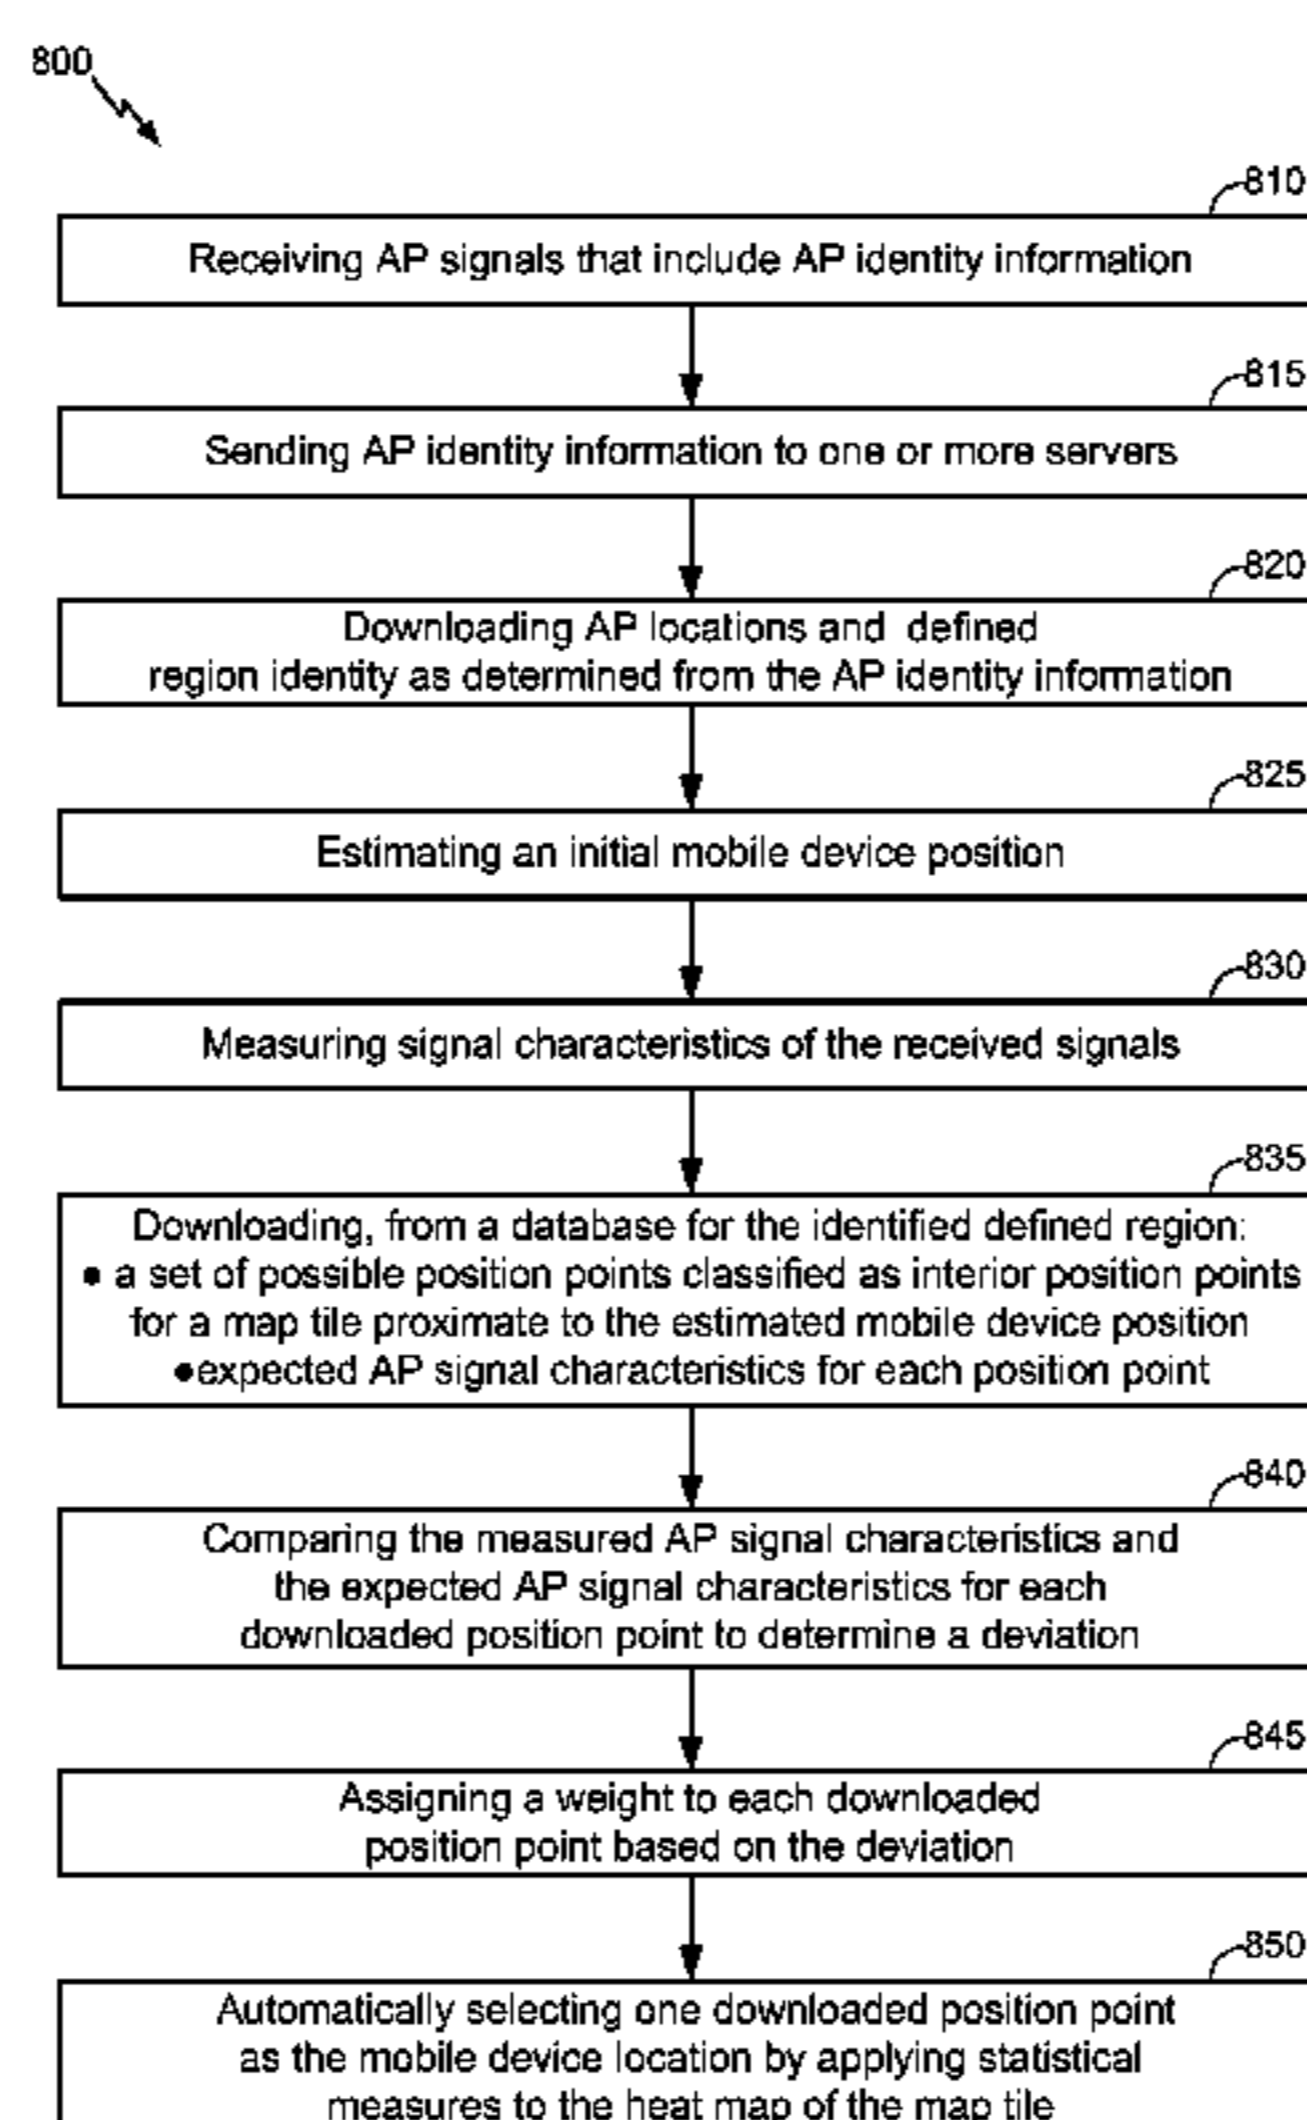 800
810
Receiving AP signals that include AP identity information
815
Sending AP identity information to one or more servers
820
Downloading AP locations and defined
region identity as determined from the AP identity information
825
Estimating an initial mobile device position
830
Measuring signal characteristics of the received signals
835
Downloading, from a database for the identified defined region:
• a set of possible position points classified as interior position points
for a map tile proximate to the estimated mobile device position
•expected AP signal characteristics for each position point
840
Comparing the measured AP signal characteristics and
the expected AP signal characteristics for each
downloaded position point to determine a deviation
845
Assigning a weight to each downloaded
position point based on the deviation
850
Automatically selecting one downloaded position point
as the mobile device location by applying statistical
measures to the heat map of the map tile